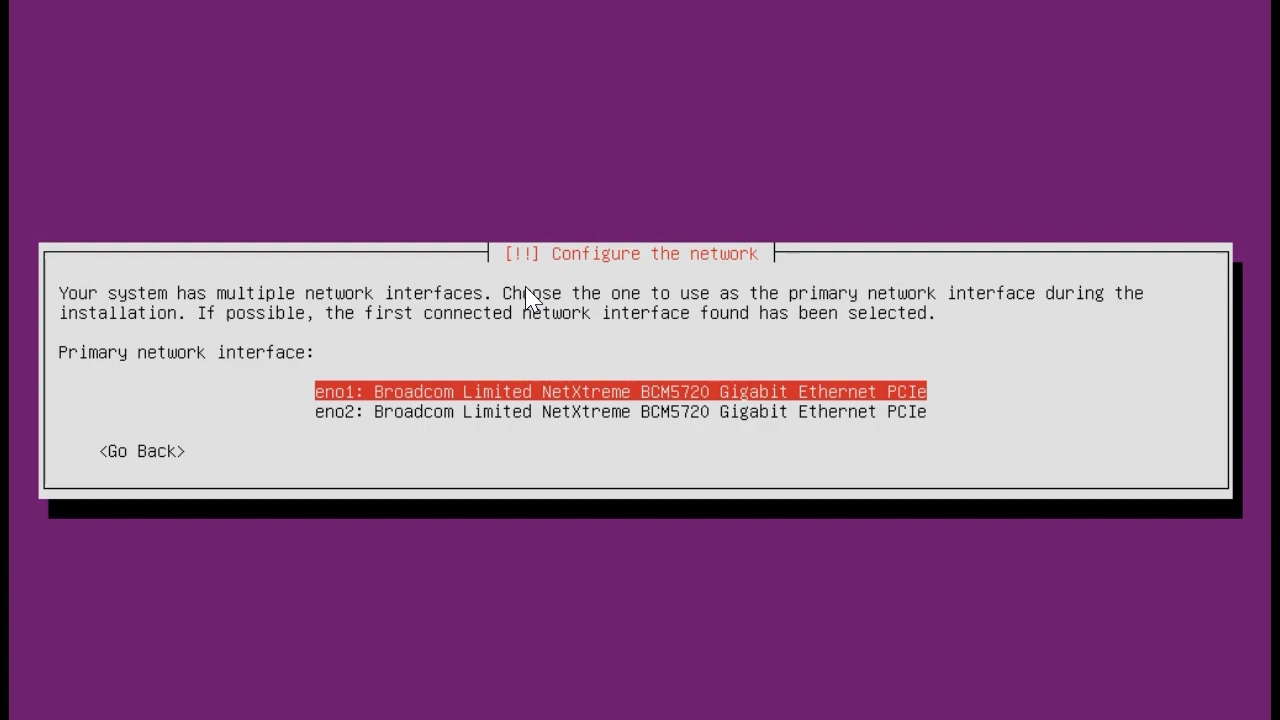 [!!] Configure the network
Your system has multiple network interfaces. Choose the one to use as the primary network interface during the
installation. If possible, the first connected network interface found has been selected.
Primary network interface:
eno1: Broadcom Limited NetXtreme BCM5720 Gigabit Ethernet PCIe
eno2: Broadcom Limited NetXtreme BCM5720 Gigabit Ethernet PCIe
<Go Back>